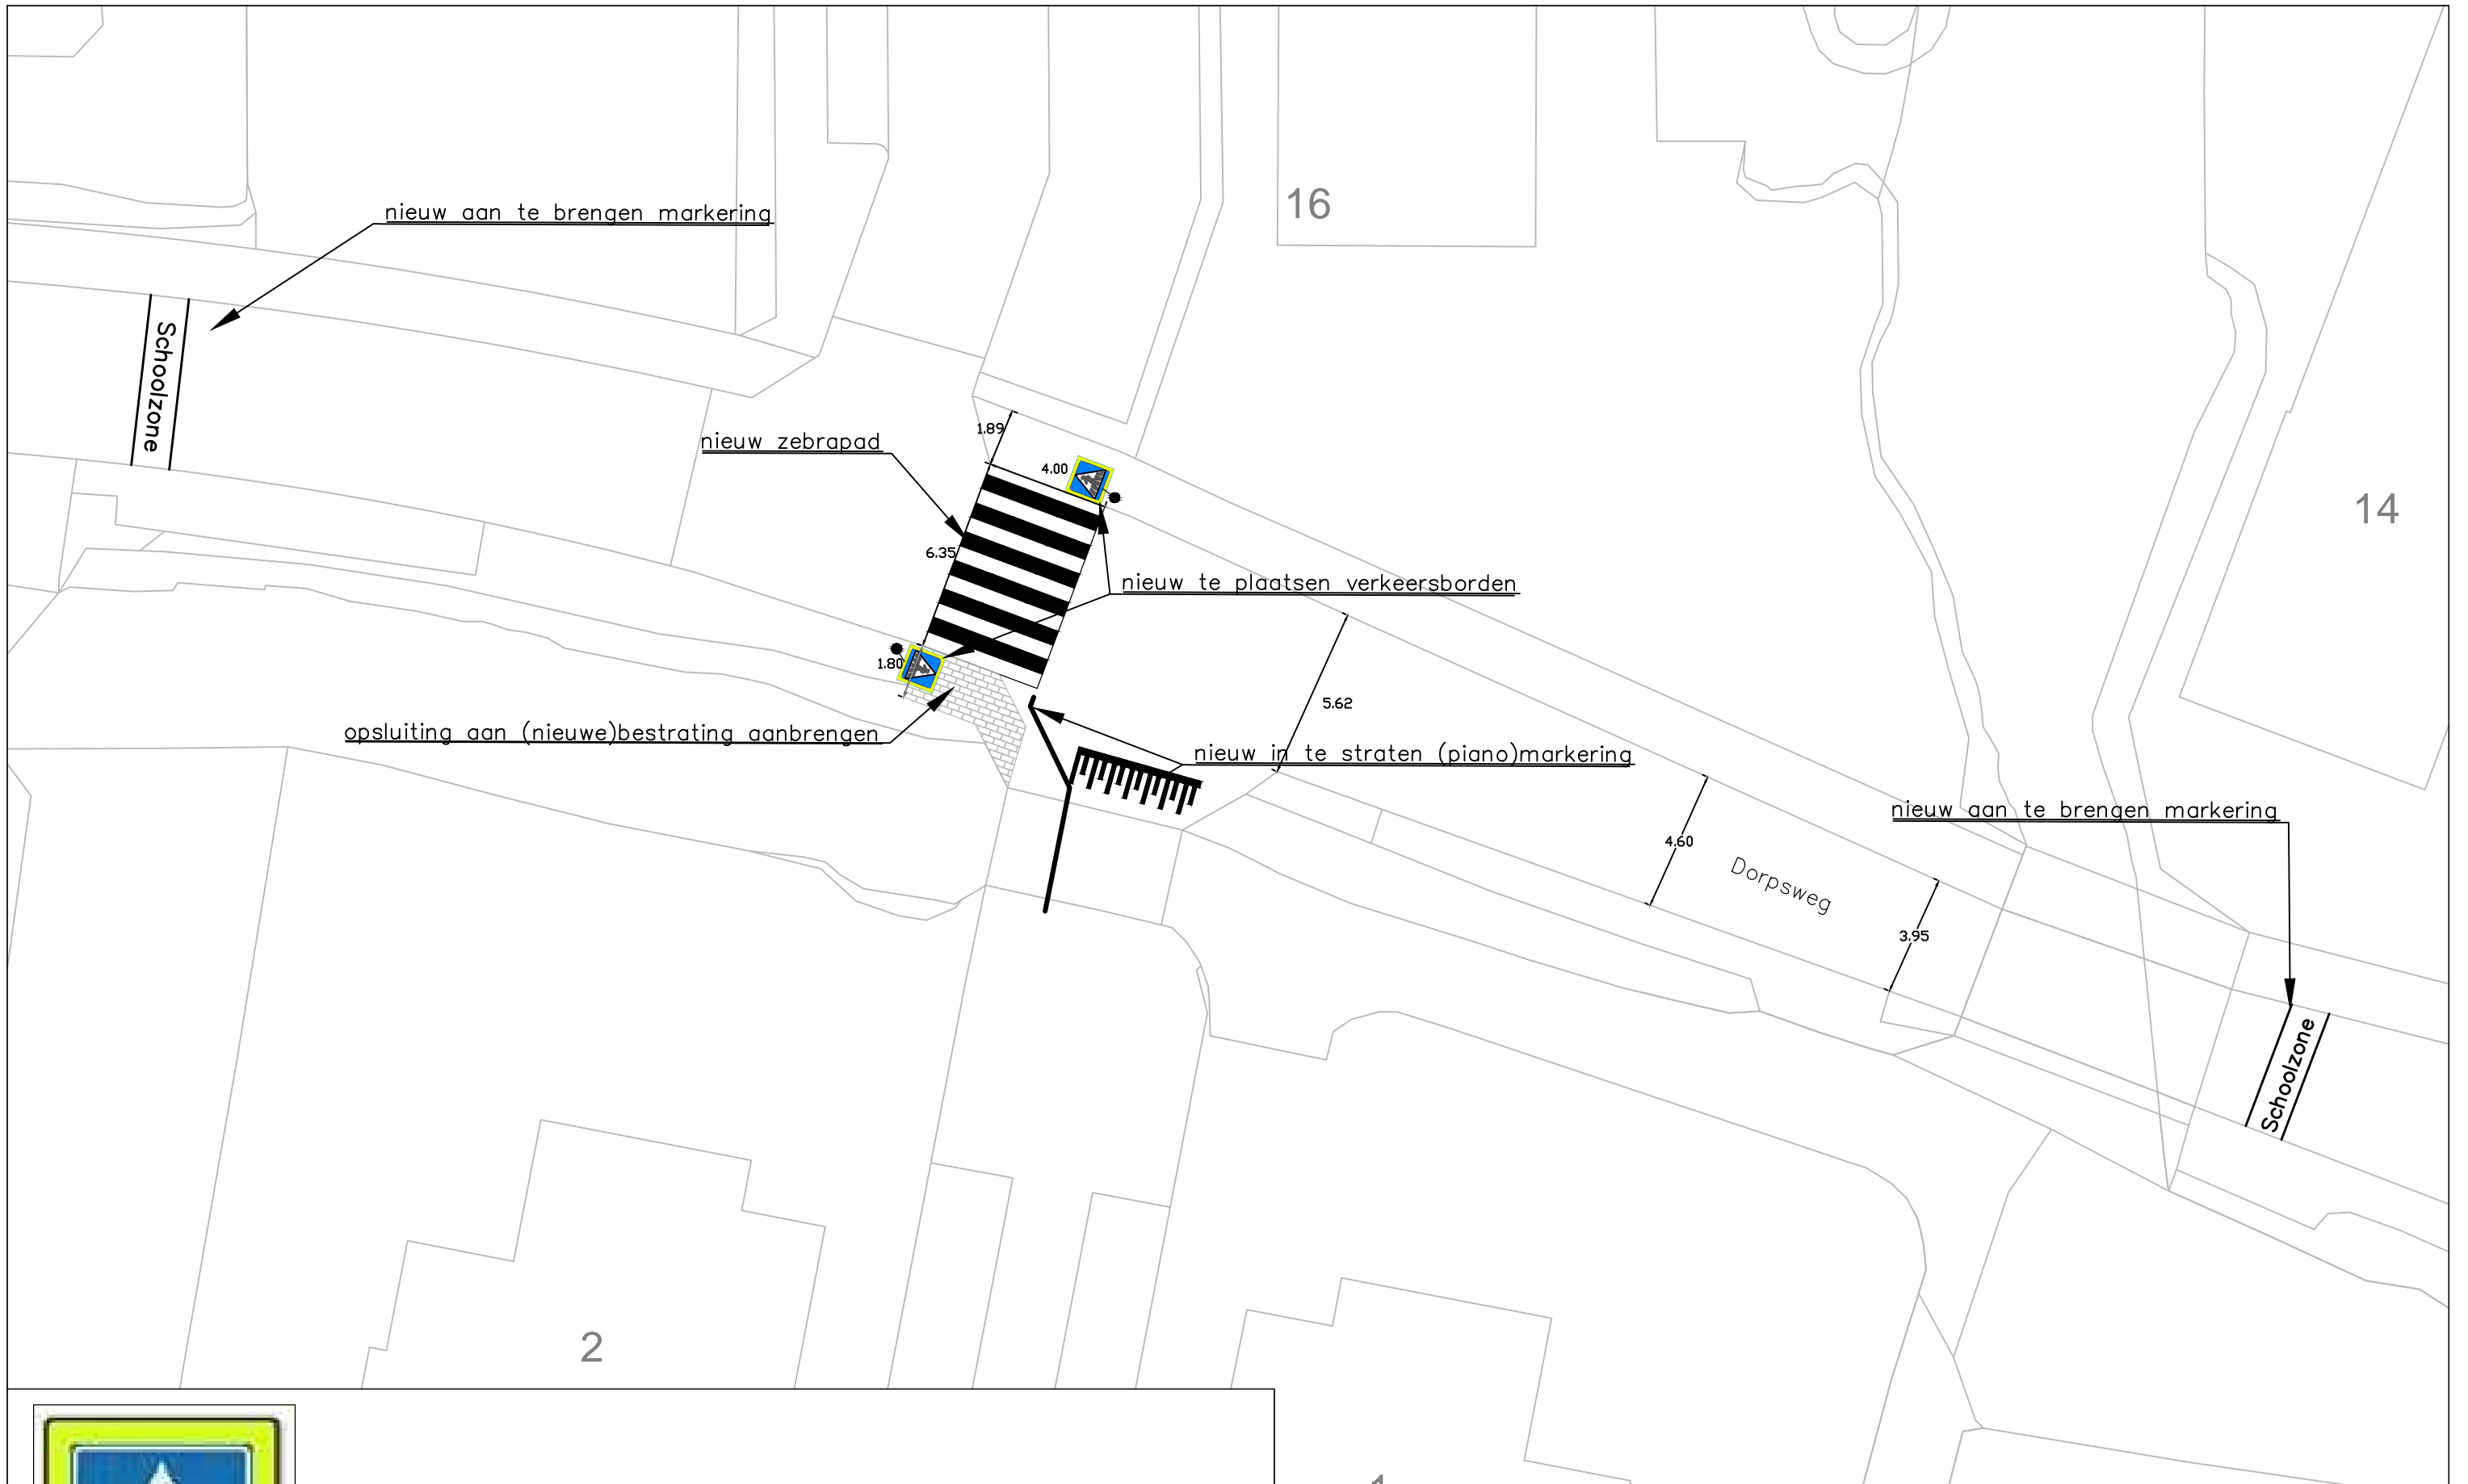 16
nieuw aan te brengen markering
Schoolzone
1.89
nieuw zebrapad
4.00
14
6.35
nieuw te plaatsen verkeersborden
1.80
5.62
opsluiting aan (nieuwe)bestrating aanbrengen
nieuw in te straten (piano)markering
nieuw aan te brengen markering
4.60
Dorpsweg
3.95
Schoolzone
2